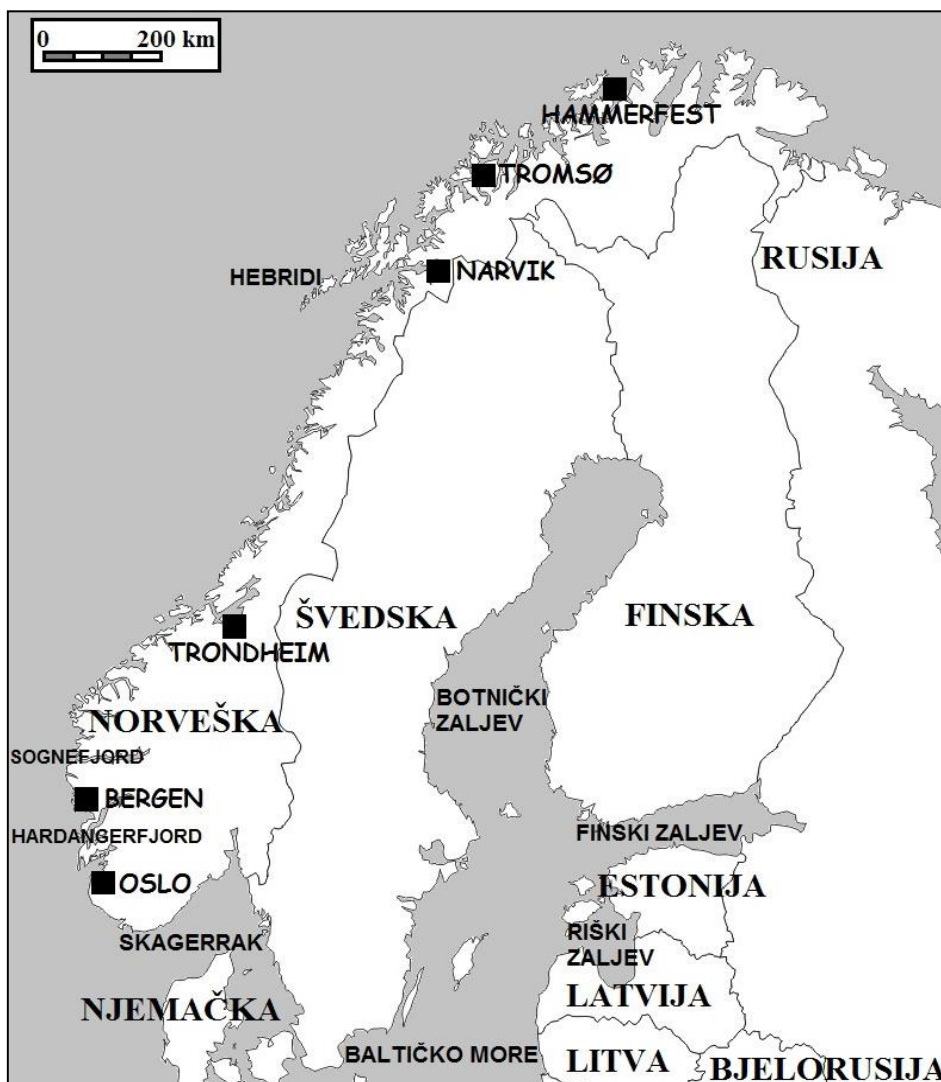 0 200 km
HAMMERFEST
TROMSØ
RUSIJA
HEBRIDI
NARVIK
ŠVEDSKA
FINSKA
TRONDHEIM
BOTNIČKI
ZALJEV
NORVEŠKA
SOGNEFJORD
BERGEN
HARDANGERFJORD
FINSKI ZALJEV
OSLO
ESTONIJA
SKAGERRAK
RIŠKI
ZALJEV
NJEMAČKA
LATVIJA
BALTIČKO MORE
LITVA
BJELORUSIJA